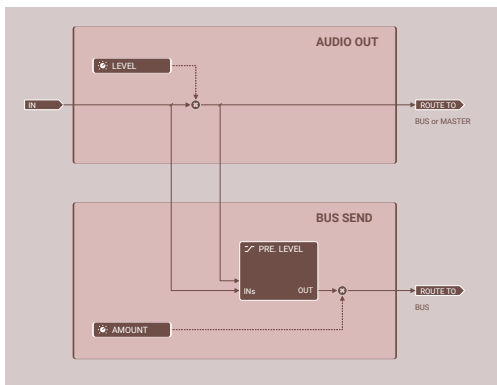 AUDIO OUT
LEVEL
IN
ROUTE TO
BUS or MASTER
BUS SEND
PRE. LEVEL
INs
OUT
ROUTE TO
BUS
AMOUNT